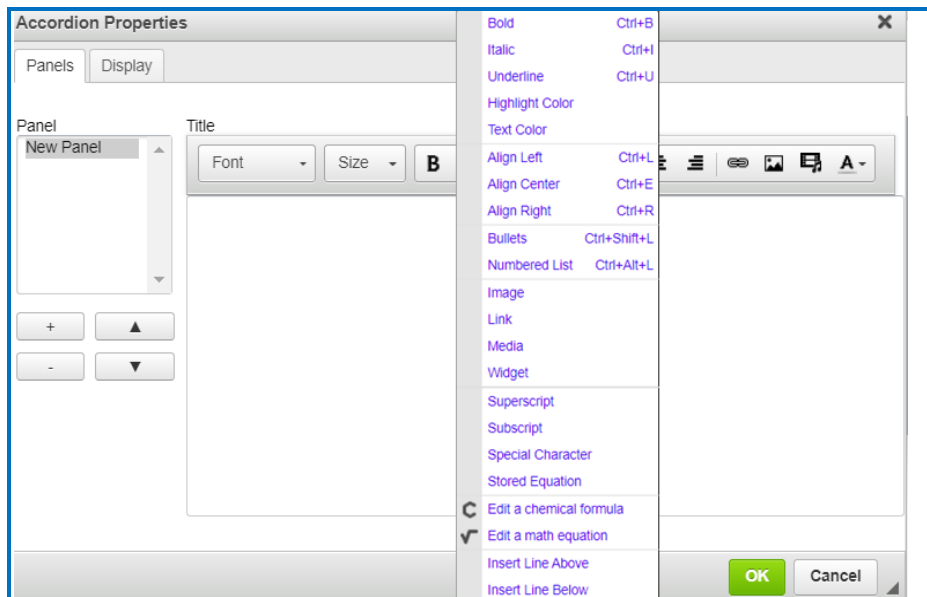 Accordion Properties
Panels Display
Panel
New Panel
+
-
Title
Font Size B A
Bold Ctrl+B
Italic Ctrl+I
Underline Ctrl+U
Highlight Color
Text Color
Align Left Ctrl+L
Align Center Ctrl+E
Align Right Ctrl+R
Bullets Ctrl+Shift+L
Numbered List Ctrl+Alt+L
Image
Link
Media
Widget
Superscript
Subscript
Special Character
Stored Equation
Edit a chemical formula
Edit a math equation
Insert Line Above
Insert Line Below
OK Cancel